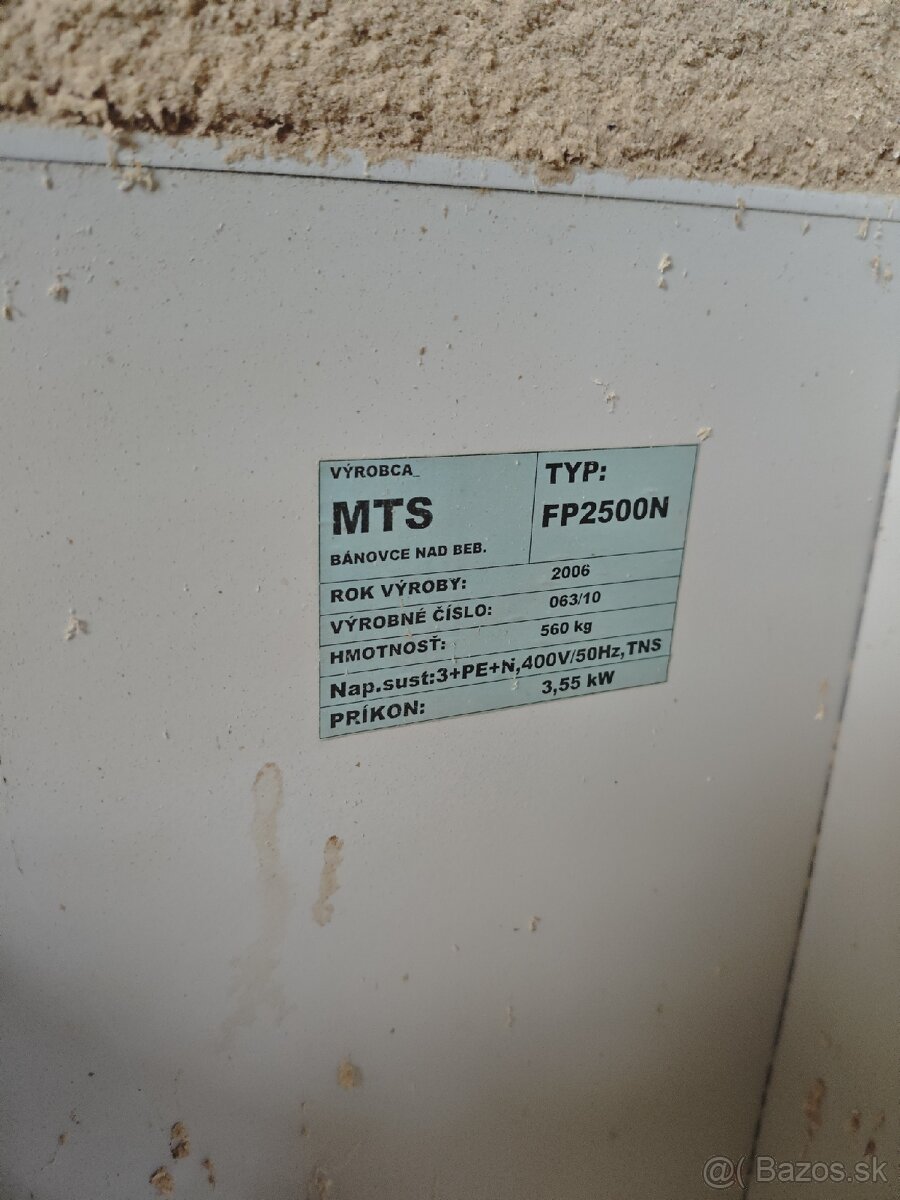 VÝROBCA_
MTS
BÁNOVCE NAD BEB.
TYP:
FP2500N
ROK VÝROBY: 2006
VÝROBNÉ ČÍSLO: 063/10
HMOTNOSŤ: 560 kg
Nap.sust:3+PE+N,400V/50Hz,TNS
PRÍKON: 3,55 kW
@( Bazos.sk